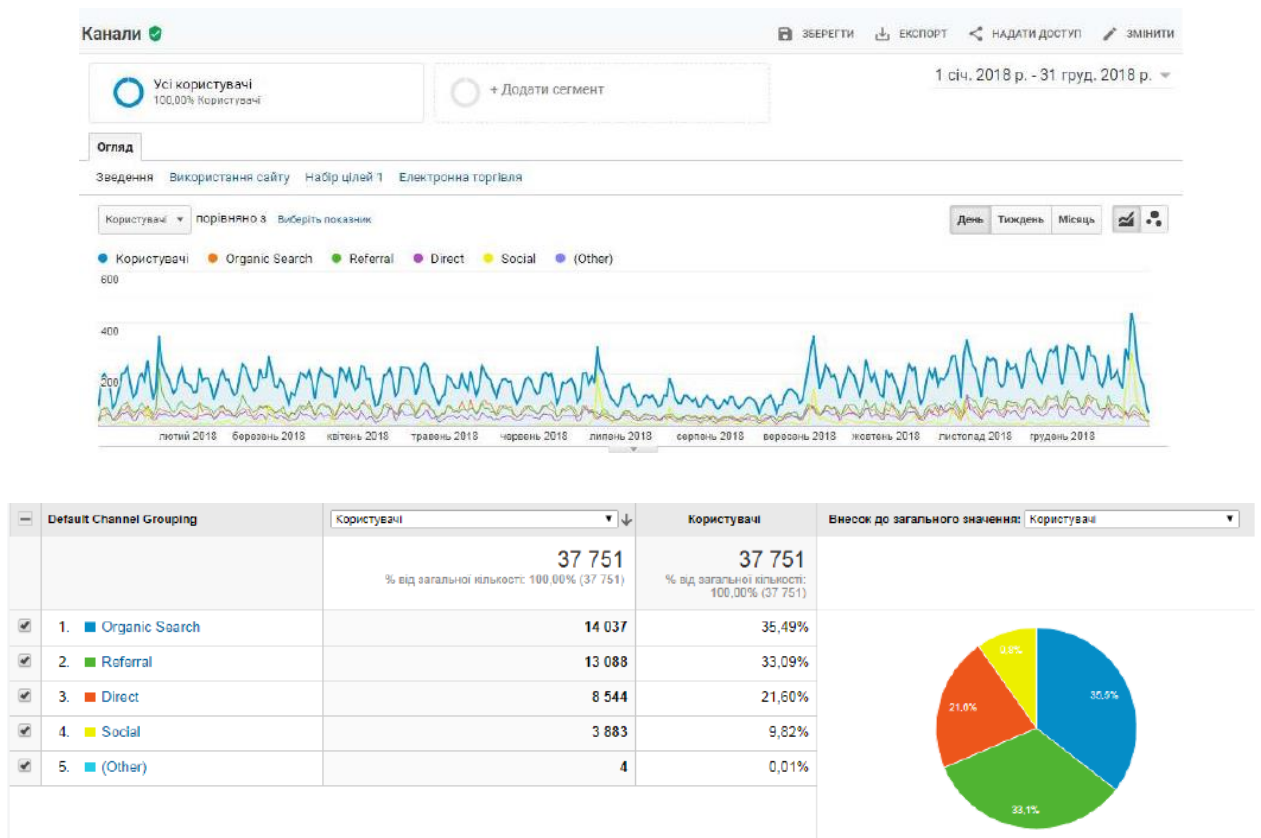 Канали
ЗБЕРЕГТИ ЕКСПОРТ НАДАТИ ДОСТУП ЗМІНИТИ
Усі користувачі
100,00% Користувачі
+ Додати сегмент
1 січ. 2018 р. - 31 груд. 2018 р.
Огляд
Зведення Використання сайту Набір цілей 1 Електронна торгівля
Користувачі порівняно з Виберіть показник
День Тиждень Місяць
Користувачі Organic Search Referral Direct Social (Other)
600
400
200
лютий 2018 березень 2018 квітень 2018 травень 2018 червень 2018 липень 2018 серпень 2018 вересень 2018 жовтень 2018 листопад 2018 грудень 2018
Default Channel Grouping Користувачі Користувачі Внесок до загального значення: Користувачі
37 751 37 751
% від загальної кількості: 100,00% (37 751) % від загальної кількості:
100,00% (37 751)
1. Organic Search 14 037 35,49%
2. Referral 13 088 33,09%
3. Direct 8 544 21,60%
4. Social 3 883 9,82%
5. (Other) 4 0,01%
35,5%
33,1%
21,6%